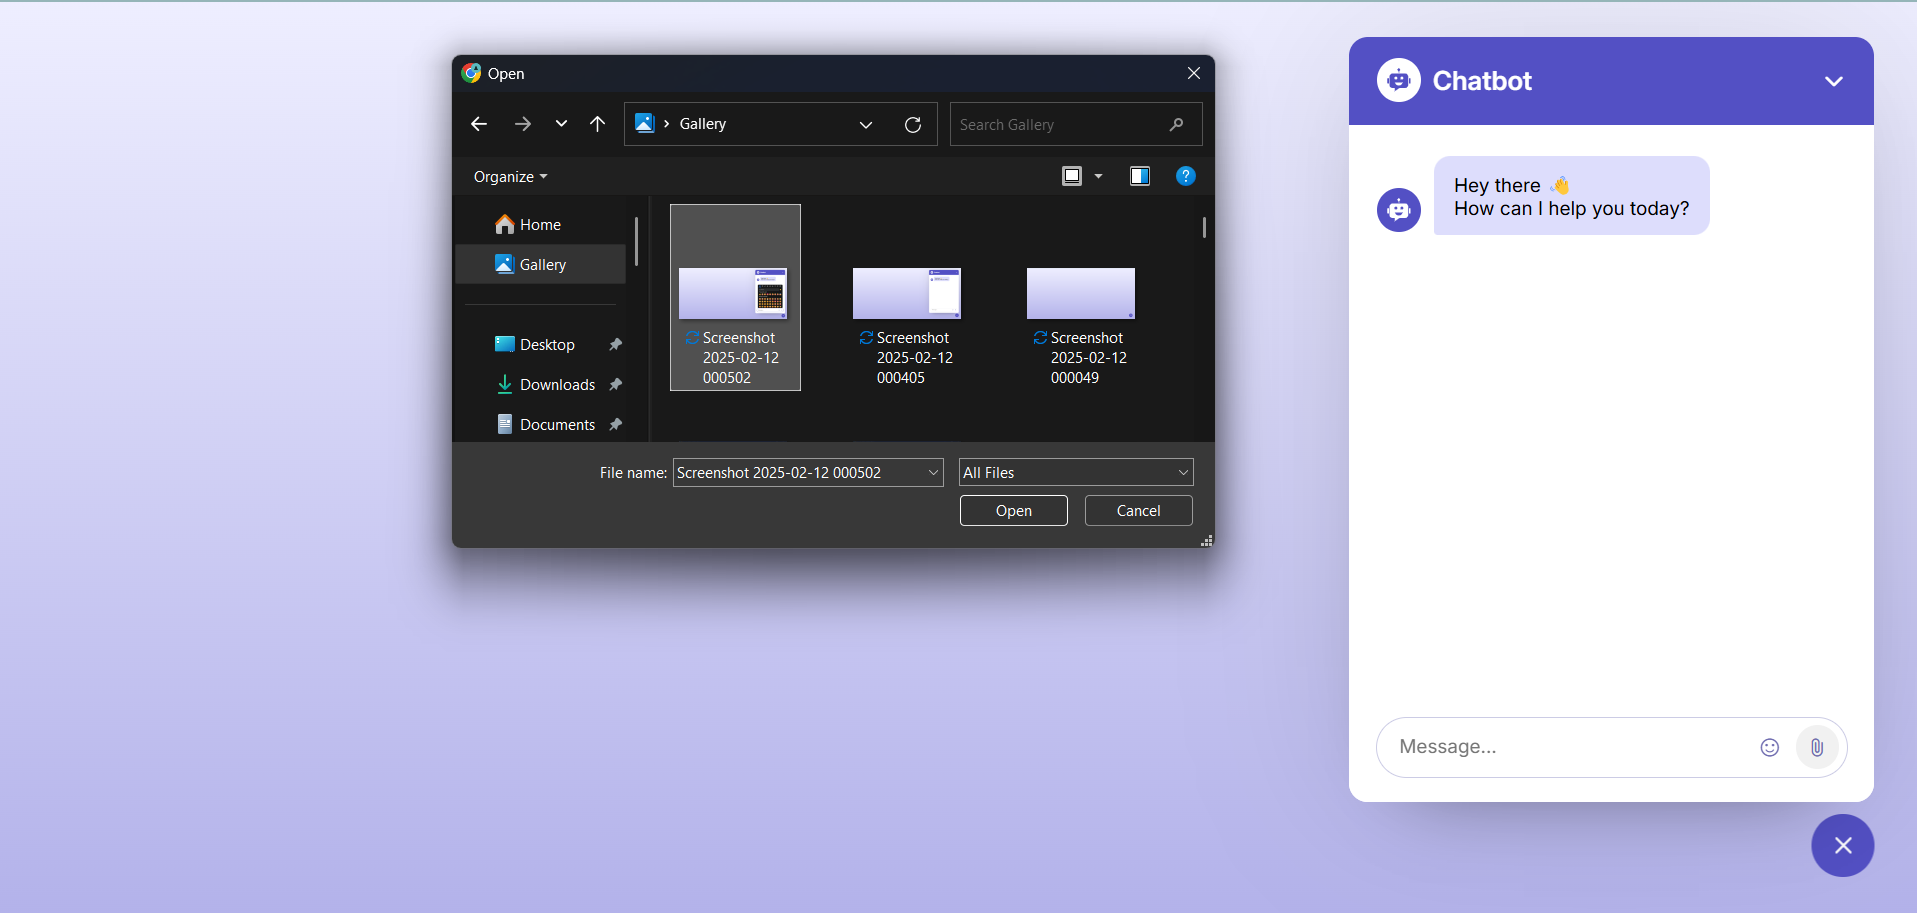 Open
Gallery
Search Gallery
Organize
Home
Gallery
Desktop
Downloads
Documents
Screenshot
2025-02-12
000502
Screenshot
2025-02-12
000405
Screenshot
2025-02-12
000049
File name:
Screenshot 2025-02-12 000502
All Files
Open
Cancel
Chatbot
Hey there 👋
How can I help you today?
Message...